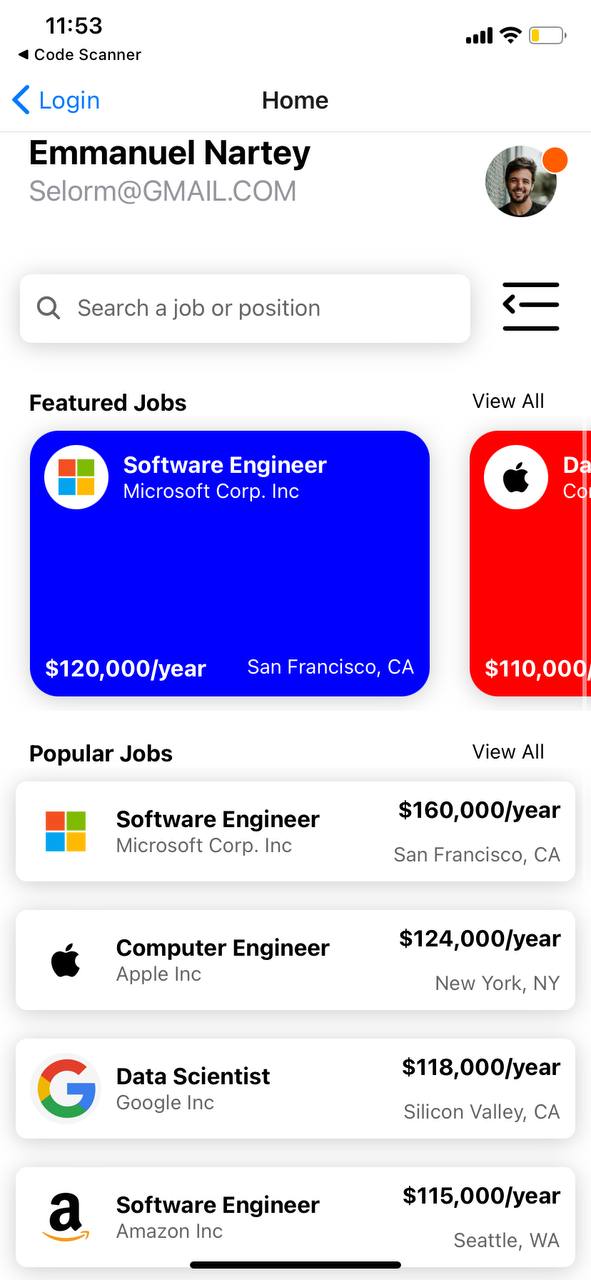 11:53
◀ Code Scanner
Login
Home
Emmanuel Nartey
Selorm@GMAIL.COM
Search a job or position
Featured Jobs
View All
Software Engineer
Microsoft Corp. Inc
$120,000/year
San Francisco, CA
Da
Cor
$110,000/
Popular Jobs
View All
Software Engineer
Microsoft Corp. Inc
$160,000/year
San Francisco, CA
Computer Engineer
Apple Inc
$124,000/year
New York, NY
Data Scientist
Google Inc
$118,000/year
Silicon Valley, CA
Software Engineer
Amazon Inc
$115,000/year
Seattle, WA